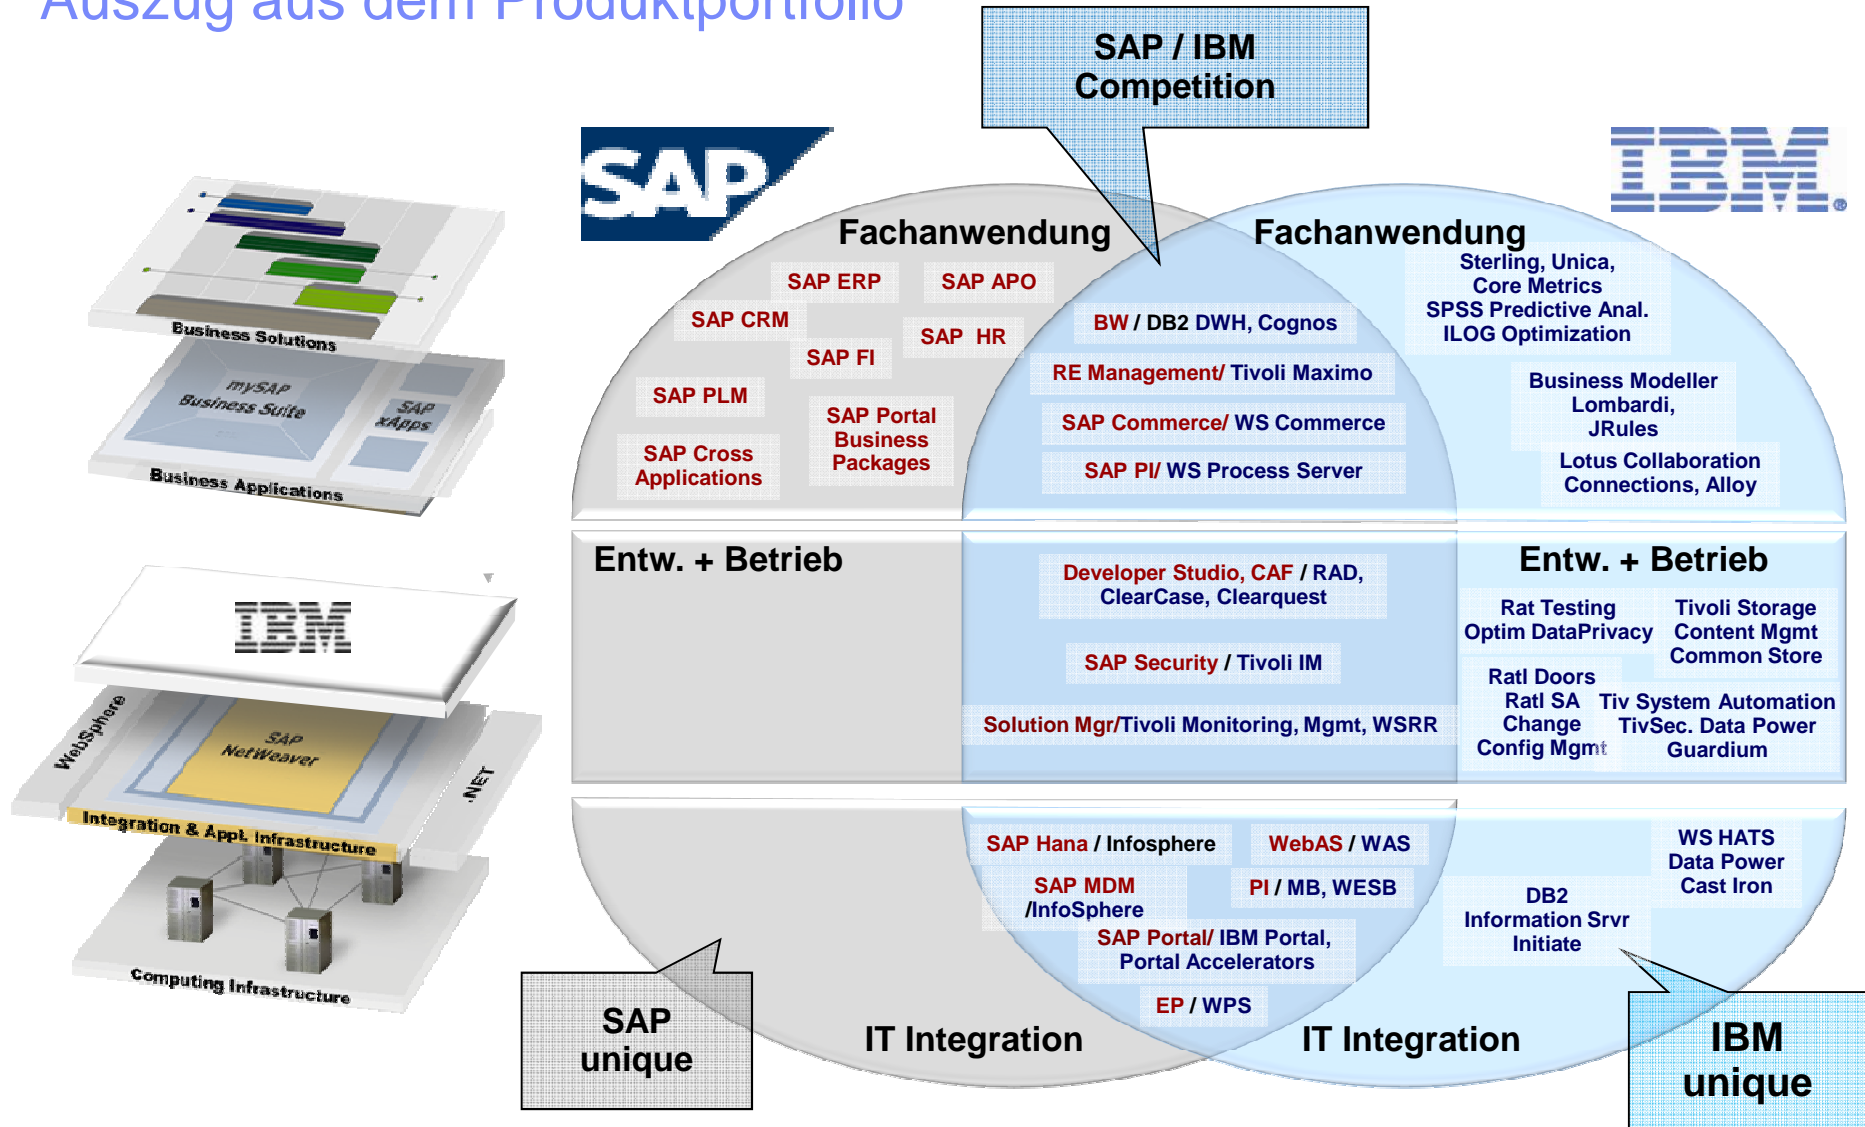 Auszug aus dem Produktportfolio
SAP / IBM
Competition
SAP
IBM
Fachanwendung
SAP ERP
SAP APO
SAP CRM
SAP HR
SAP FI
SAP PLM
SAP Portal
Business
Packages
SAP Cross
Applications
BW / DB2 DWH, Cognos
RE Management/ Tivoli Maximo
SAP Commerce/ WS Commerce
SAP PI/ WS Process Server
Fachanwendung
Sterling, Unica,
Core Metrics
SPSS Predictive Anal.
ILOG Optimization
Business Modeller
Lombardi,
JRules
Lotus Collaboration
Connections, Alloy
Entw. + Betrieb
Developer Studio, CAF / RAD,
ClearCase, Clearquest
SAP Security / Tivoli IM
Solution Mgr/Tivoli Monitoring, Mgmt, WSRR
Entw. + Betrieb
Rat Testing
Optim DataPrivacy
Tivoli Storage
Content Mgmt
Common Store
Ratl Doors
Ratl SA
Change
Config Mgmt
Tiv System Automation
TivSec. Data Power
Guardium
SAP Hana / Infosphere
WebAS / WAS
SAP MDM
/InfoSphere
PI / MB, WESB
SAP Portal/ IBM Portal,
Portal Accelerators
EP / WPS
WS HATS
Data Power
Cast Iron
DB2
Information Srvr
Initiate
IT Integration
IT Integration
SAP
unique
IBM
unique
Business Solutions
mySAP
Business Suite
SAP
xApps
Business Applications
IBM
WebSphere
SAP
NetWeaver
.NET
Integration & Appl. Infrastructure
Computing Infrastructure